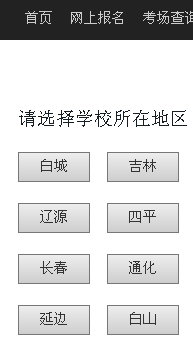 首页 网上报名 考场查询
请选择学校所在地区
白城 吉林
辽源 四平
长春 通化
延边 白山